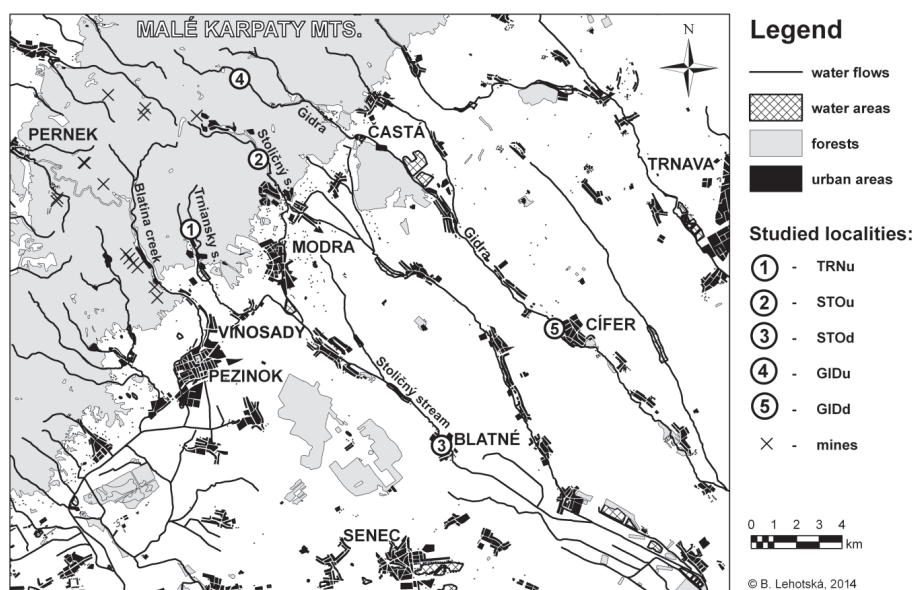 MALÉ KARPATY MTS.
N
4
Gidra
PERNEK
CASTÁ
Stoličný s.
2
TRNAVA
Blatina creek
Trniansky s.
1
MODRA
Gidra
5
CÍFER
VINOSADY
PEZINOK
Stoličný stream
3
BLATNÉ
SENEC
Legend
water flows
water areas
forests
urban areas
Studied localities:
1 - TRNu
2 - STOu
3 - STOd
4 - GIDu
5 - GIDd
- mines
0 1 2 3 4
km
© B. Lehotská, 2014